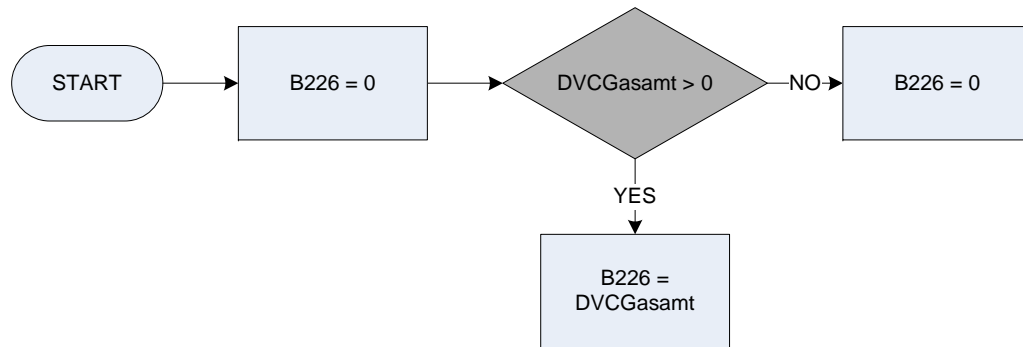 START
B226 = 0
DVCGasamt > 0
NO
B226 = 0
YES
B226 =
DVCGasamt